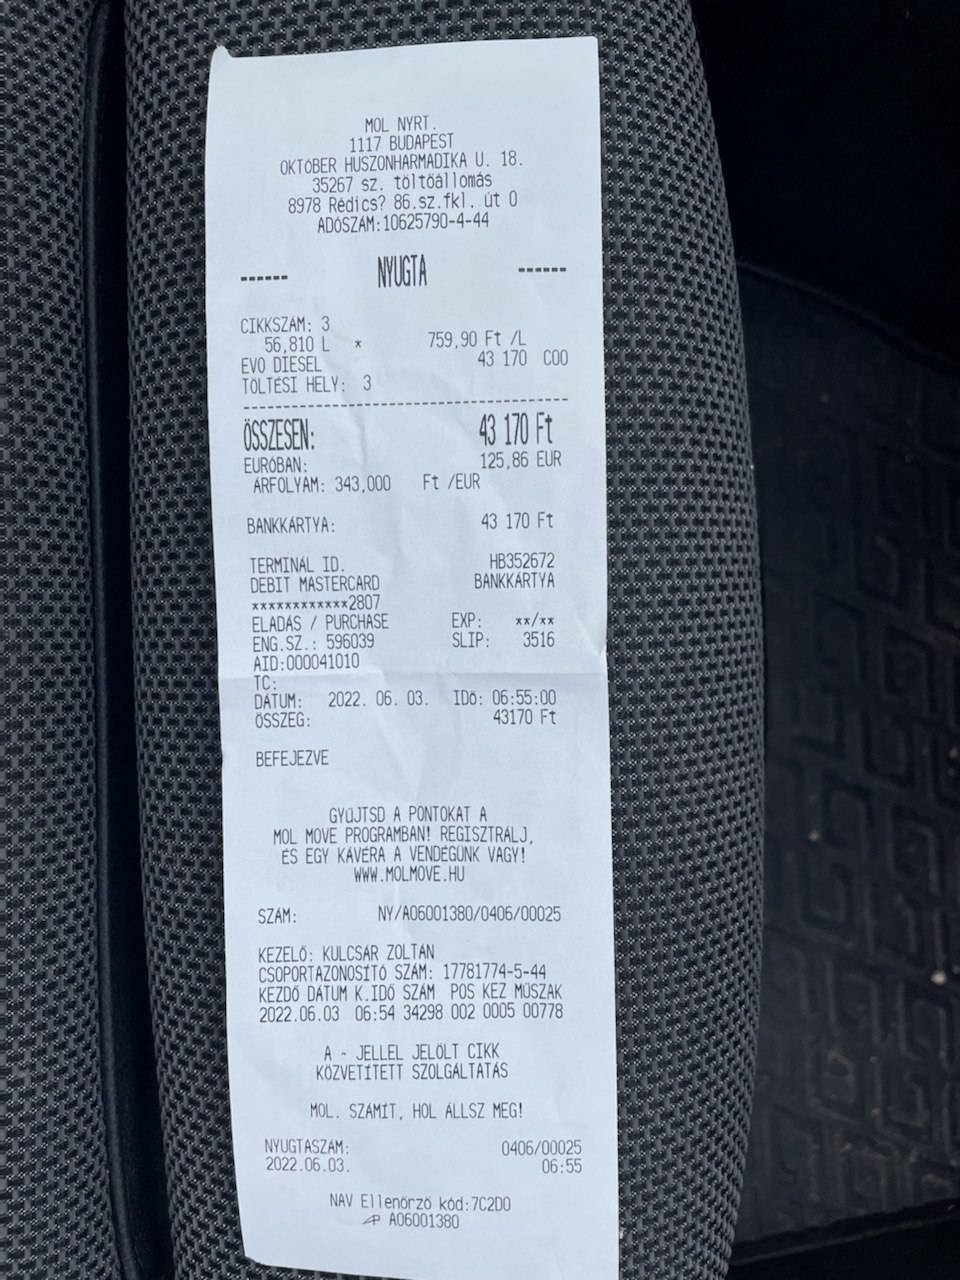 MOL NYRT.
1117 BUDAPEST
OKTÓBER HUSZONHARMADIKA U. 18.
35267 sz. töltőállomás
8978 Rédics? 86.sz.fkl. út 0
ADÓSZÁM:10625790-4-44
------ NYUGTA ------
CIKKSZÁM: 3
56,810 L * 759,90 Ft /L
EVO DIESEL 43 170 C00
TÖLTÉSI HELY: 3
ÖSSZESEN: 43 170 Ft
EURÓBAN: 125,86 EUR
ÁRFOLYAM: 343,000 Ft /EUR
BANKKÁRTYA: 43 170 Ft
TERMINÁL ID. HB352672
DEBIT MASTERCARD BANKKÁRTYA
xxxxxxxxxxxx2807
ELADÁS / PURCHASE EXP: xx/xx
ENG.SZ.: 596039 SLIP: 3516
AID:000041010
TC:
DÁTUM: 2022. 06. 03. IDŐ: 06:55:00
ÖSSZEG: 43170 Ft
BEFEJEZVE
GYŰJTSD A PONTOKAT A
MOL MOVE PROGRAMBAN! REGISZTRÁLJ,
ÉS EGY KÁVÉRA A VENDÉGÜNK VAGY!
WWW.MOLMOVE.HU
SZÁM: NY/A06001380/0406/00025
KEZELŐ: KULCSÁR ZOLTÁN
CSOPORTAZONOSÍTÓ SZÁM: 17781774-5-44
KEZDŐ DÁTUM K.IDŐ SZÁM POS KEZ MŰSZAK
2022.06.03 06:54 34298 002 0005 00778
A - JELLEL JELÖLT CIKK
KÖZVETÍTETT SZOLGÁLTATÁS
MOL. SZÁMÍT, HOL ÁLLSZ MEG!
NYUGTASZÁM: 0406/00025
2022.06.03. 06:55
NAV Ellenőrző kód:7C2D0
AP A06001380